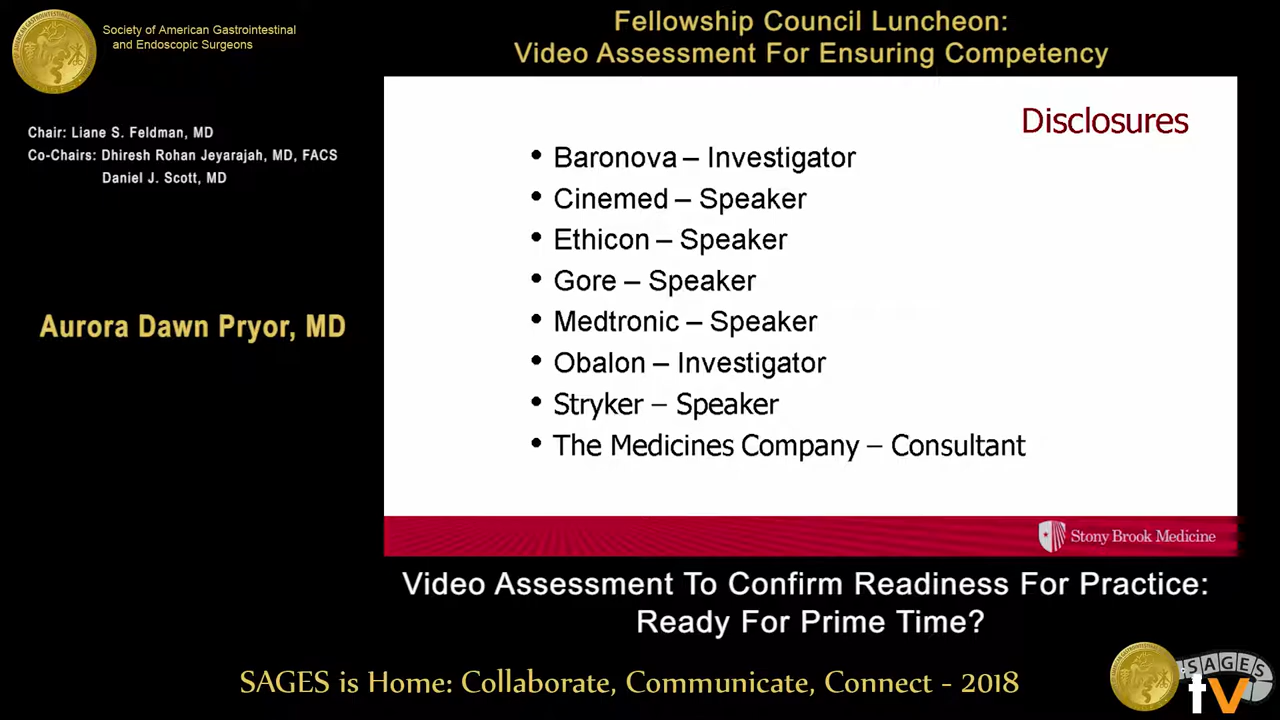 Society of American Gastrointestinal
and Endoscopic Surgeons
Fellowship Council Luncheon:
Video Assessment For Ensuring Competency
Chair: Liane S. Feldman, MD
Co-Chairs: Dhiresh Rohan Jeyarajah, MD, FACS
Daniel J. Scott, MD
Aurora Dawn Pryor, MD
Disclosures
• Baronova – Investigator
• Cinemed – Speaker
• Ethicon – Speaker
• Gore – Speaker
• Medtronic – Speaker
• Obalon – Investigator
• Stryker – Speaker
• The Medicines Company – Consultant
Stony Brook Medicine
Video Assessment To Confirm Readiness For Practice:
Ready For Prime Time?
SAGES is Home: Collaborate, Communicate, Connect - 2018
SAGES
tv